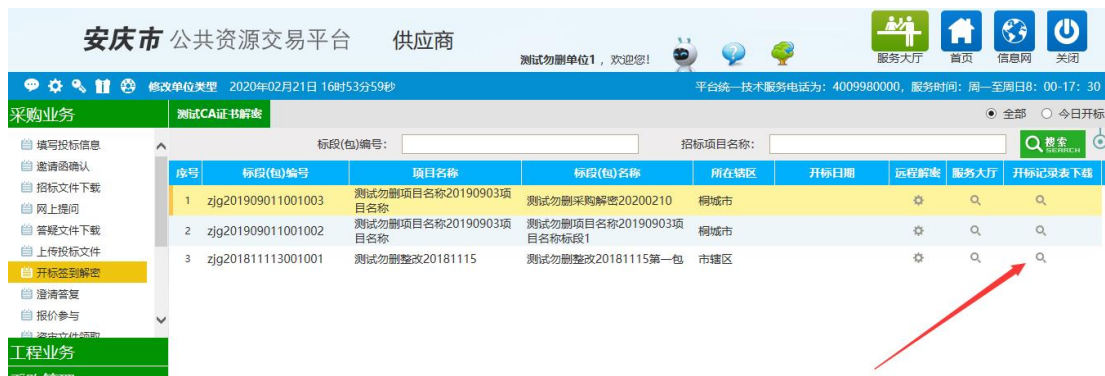 安庆市 公共资源交易平台 供应商
测试勿删单位1，欢迎您!
服务大厅 首页 信息网 关闭
修改单位类型 2020年02月21日 16时53分59秒 平台统一技术服务电话为：4009980000，服务时间：周一至周日8：00-17：30
采购业务
测试CA证书解密 全部 今日开标
填写投标信息
标段(包)编号： 招标项目名称： 搜索 SEARCH
邀请函确认
招标文件下载
网上提问
答疑文件下载
上传投标文件
开标签到解密
澄清答复
报价参与
资审文件领取
工程业务
序号 标段(包)编号 项目名称 标段(包)名称 所在辖区 开标日期 远程解密 服务大厅 开标记录表下载
1 zjg201909011001003 测试勿删项目名称20190903项目名称 测试勿删采购解密20200210 桐城市
2 zjg201909011001002 测试勿删项目名称20190903项目名称 测试勿删项目名称20190903项目名称标段1 桐城市
3 zjg201811113001001 测试勿删整改20181115 测试勿删整改20181115第一包 市辖区